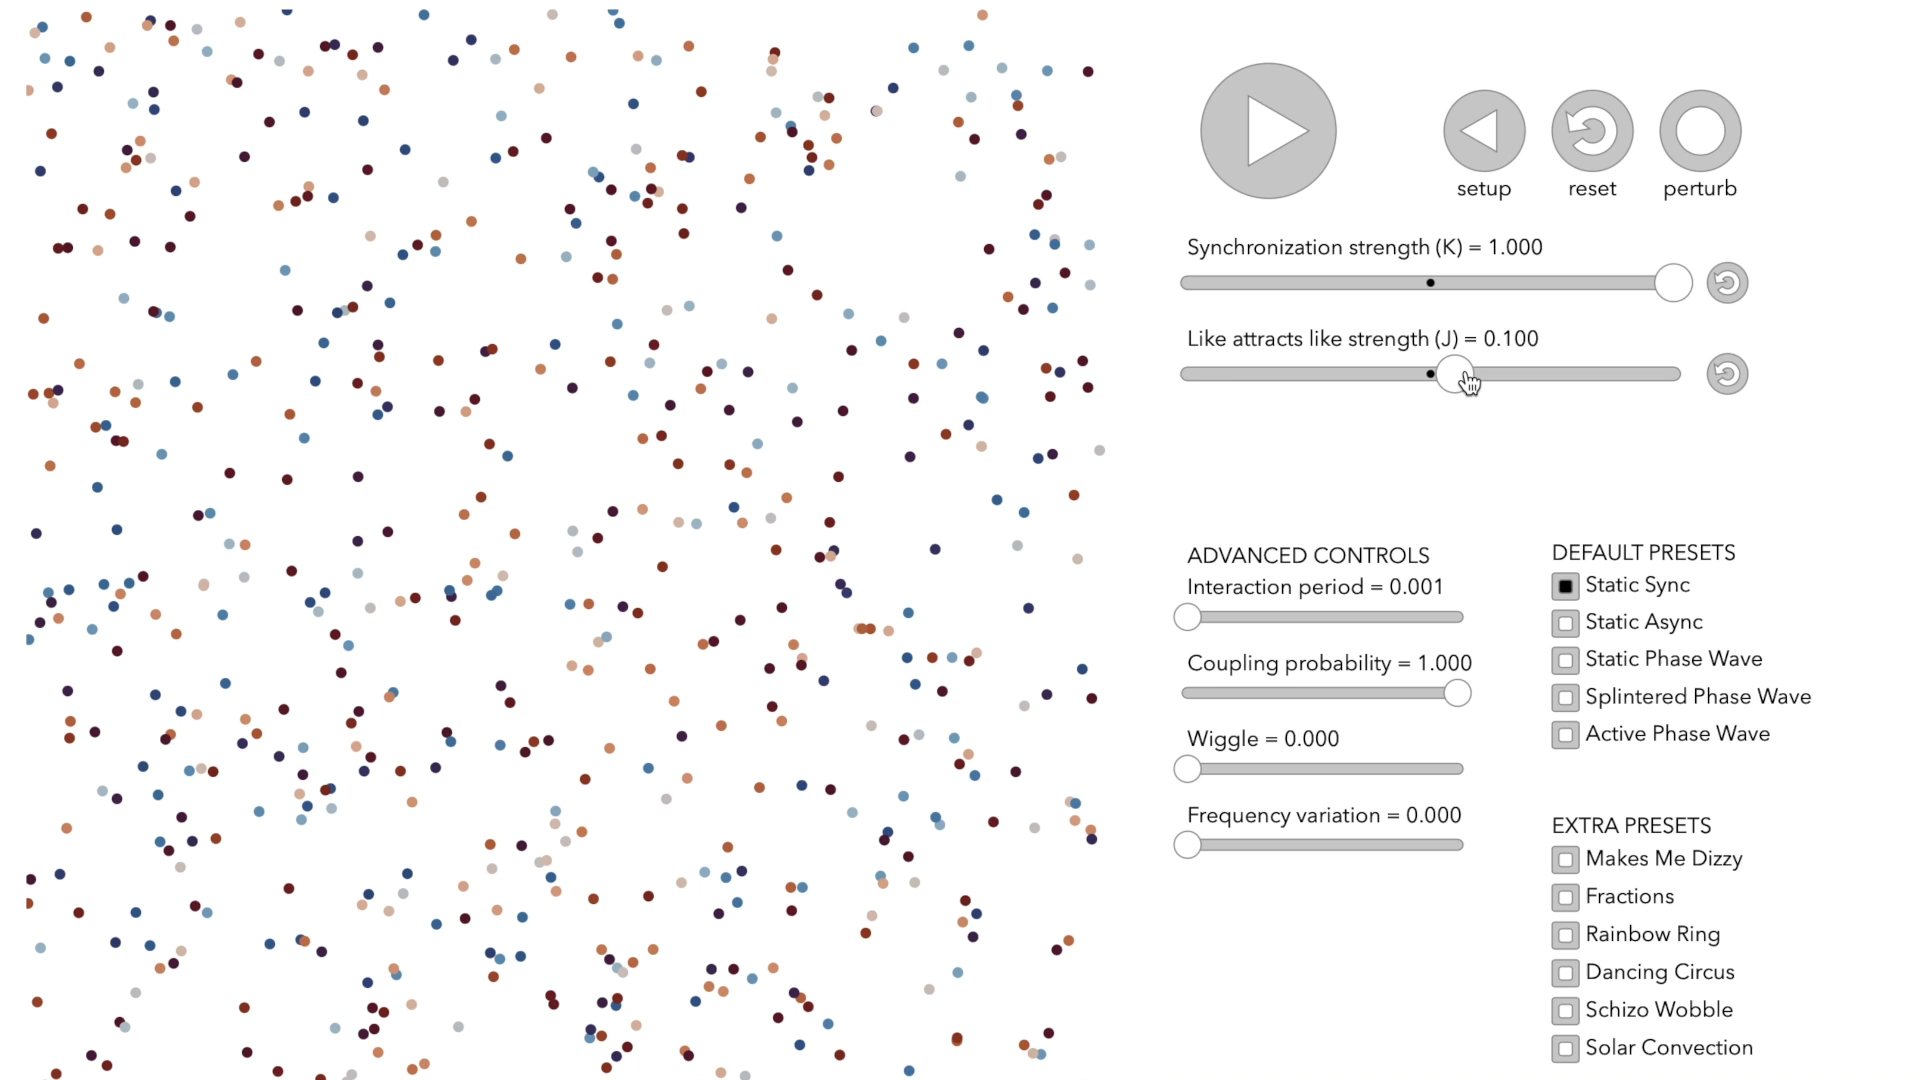 setup
reset
perturb
Synchronization strength (K) = 1.000
Like attracts like strength (J) = 0.100
ADVANCED CONTROLS
Interaction period = 0.001
Coupling probability = 1.000
Wiggle = 0.000
Frequency variation = 0.000
DEFAULT PRESETS
Static Sync
Static Async
Static Phase Wave
Splintered Phase Wave
Active Phase Wave
EXTRA PRESETS
Makes Me Dizzy
Fractions
Rainbow Ring
Dancing Circus
Schizo Wobble
Solar Convection